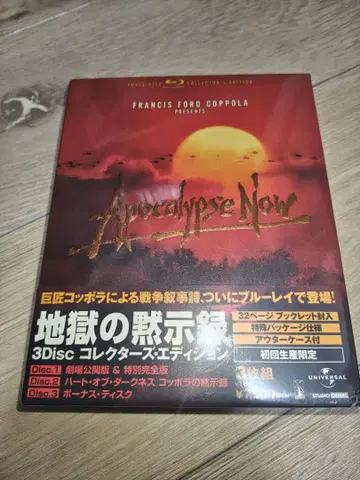 THREE DISC
COLLECTOR'S EDITION
FRANCIS FORD COPPOLA
PRESENTS
Apocalypse Now
巨匠コッポラによる戦争叙事詩、ついにブルーレイで登場!
地獄の黙示録
3Disc コレクターズ・エディション
32ページ ブックレット封入
特殊パッケージ仕様
アウターケース付
初回生産限定
Disc.1 劇場公開版 & 特別完全版
Disc.2 ハート・オブ・ダークネス コッポラの黙示録
Disc.3 ボーナス・ディスク
3枚組
UNIVERSAL